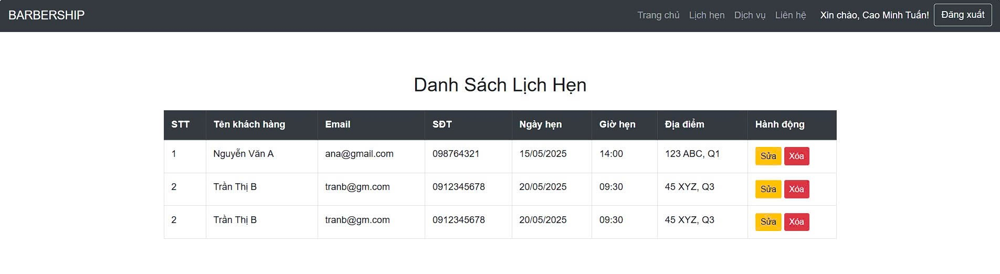 BARBERSHIP Trang chủ Lịch hẹn Dịch vụ Liên hệ Xin chào, Cao Minh Tuấn! Đăng xuất
Danh Sách Lịch Hẹn
STT Tên khách hàng Email SĐT Ngày hẹn Giờ hẹn Địa điểm Hành động
1 Nguyễn Văn A ana@gmail.com 098764321 15/05/2025 14:00 123 ABC, Q1 Sửa Xóa
2 Trần Thị B tranb@gm.com 0912345678 20/05/2025 09:30 45 XYZ, Q3 Sửa Xóa
2 Trần Thị B tranb@gm.com 0912345678 20/05/2025 09:30 45 XYZ, Q3 Sửa Xóa